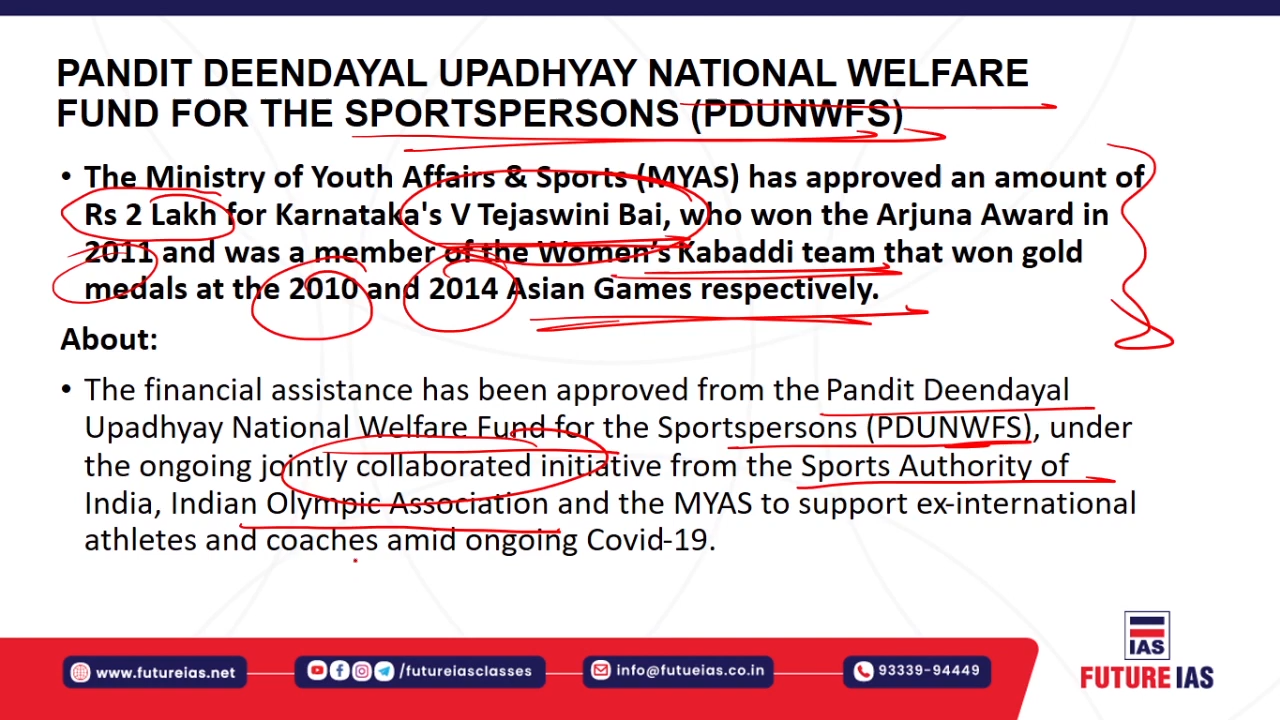 PANDIT DEENDAYAL UPADHYAY NATIONAL WELFARE
FUND FOR THE SPORTSPERSONS (PDUNWFS)
• The Ministry of Youth Affairs & Sports (MYAS) has approved an amount of
Rs 2 Lakh for Karnataka's V Tejaswini Bai, who won the Arjuna Award in
2011 and was a member of the Women's Kabaddi team that won gold
medals at the 2010 and 2014 Asian Games respectively.
About:
• The financial assistance has been approved from the Pandit Deendayal
Upadhyay National Welfare Fund for the Sportspersons (PDUNWFS), under
the ongoing jointly collaborated initiative from the Sports Authority of
India, Indian Olympic Association and the MYAS to support ex-international
athletes and coaches amid ongoing Covid-19.
www.futureias.net
/futureiasclasses
info@futueias.co.in
93339-94449
IAS
FUTURE IAS